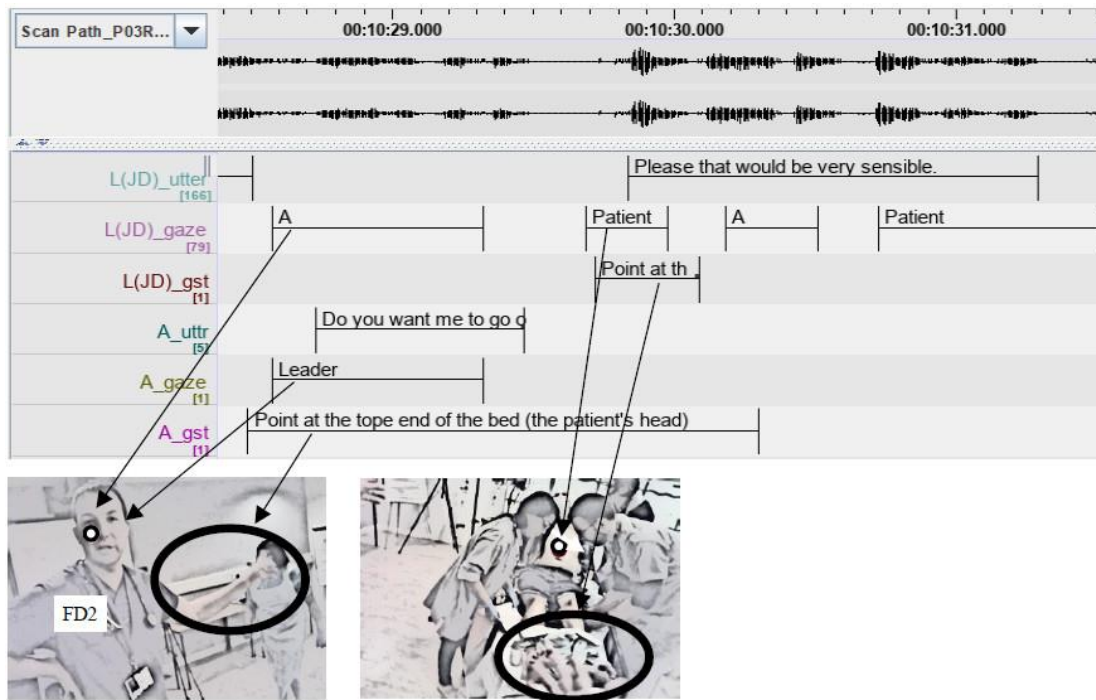 Scan Path_P03R...
00:10:29.000 00:10:30.000 00:10:31.000
L(JD)_utter
[166]
Please that would be very sensible.
L(JD)_gaze
[79]
A Patient A Patient
L(JD)_gst
[1]
Point at th
A_uttr
[5]
Do you want me to go o
A_gaze
[1]
Leader
A_gst
[1]
Point at the tope end of the bed (the patient's head)
FD2